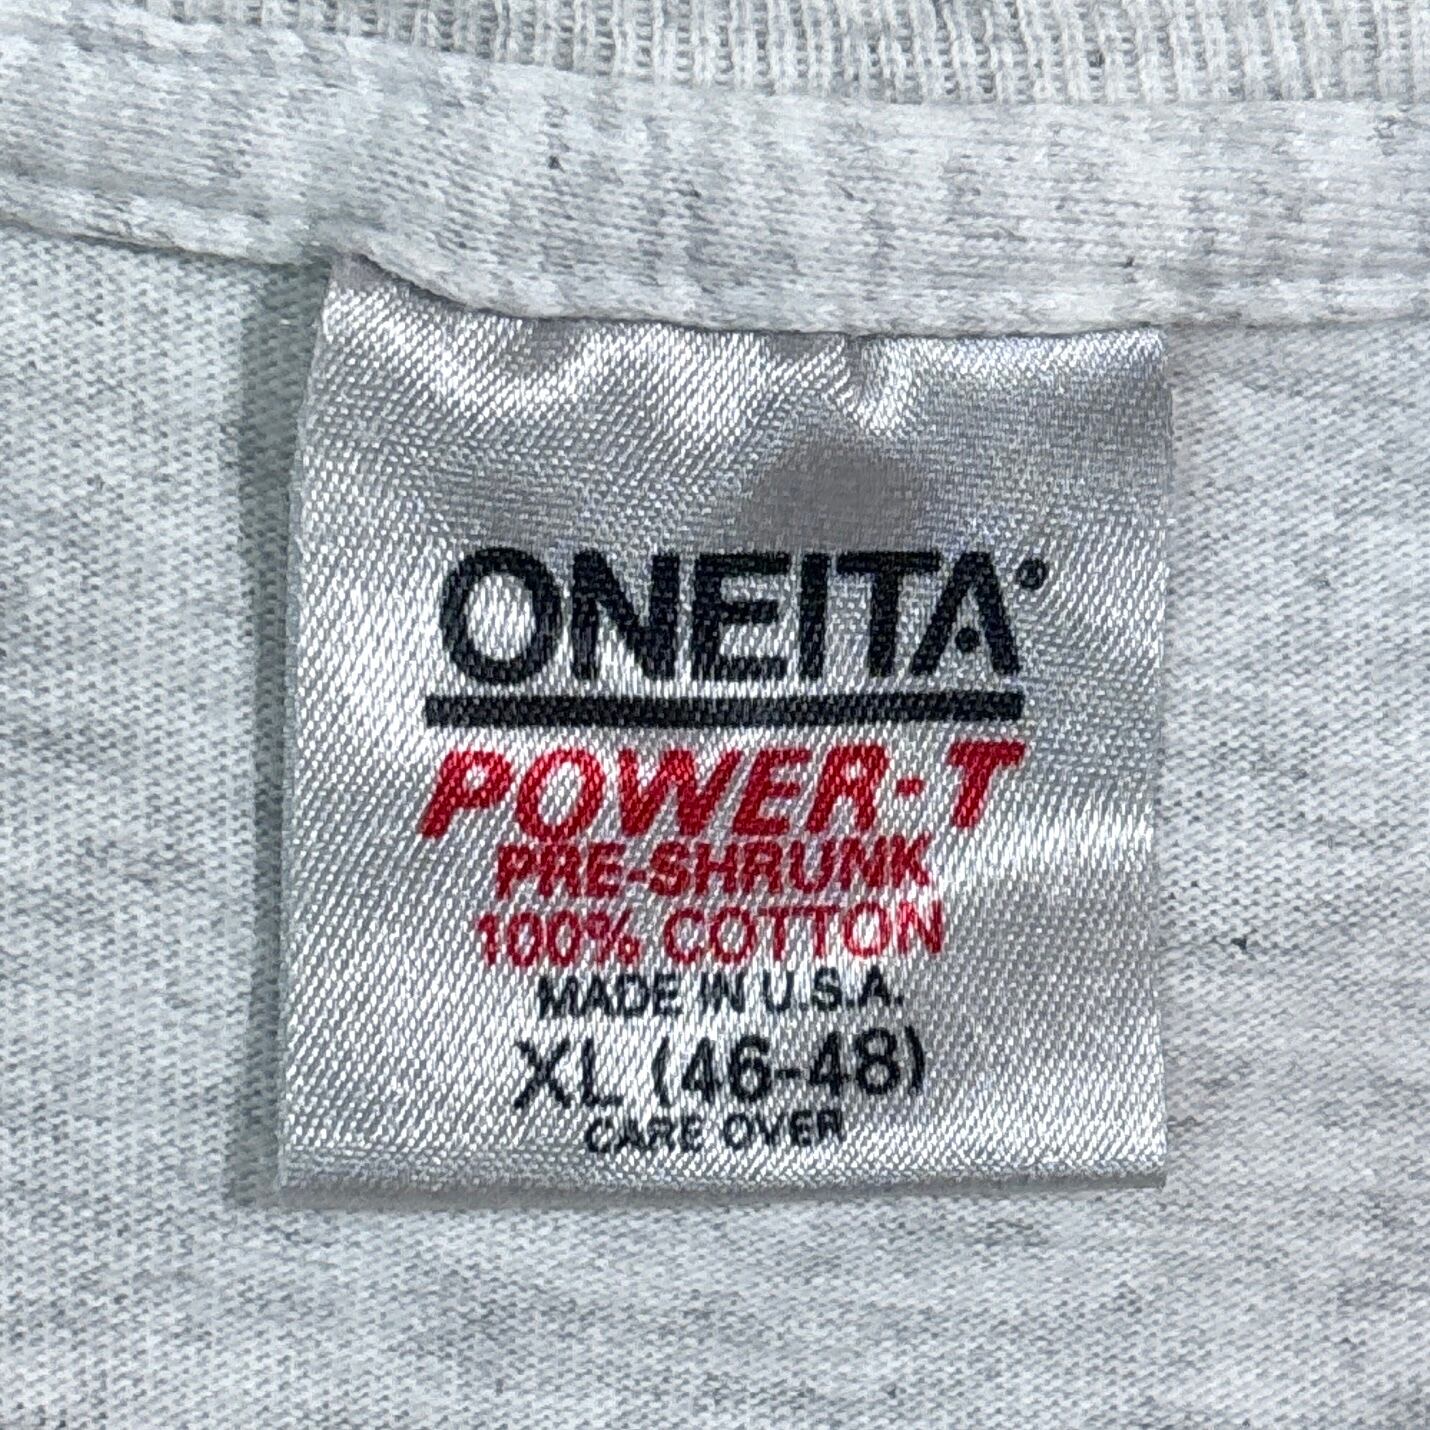 ONEITA®
POWER-T
PRE-SHRUNK
100% COTTON
MADE IN U.S.A.
XL (46-48)
CARE OVER